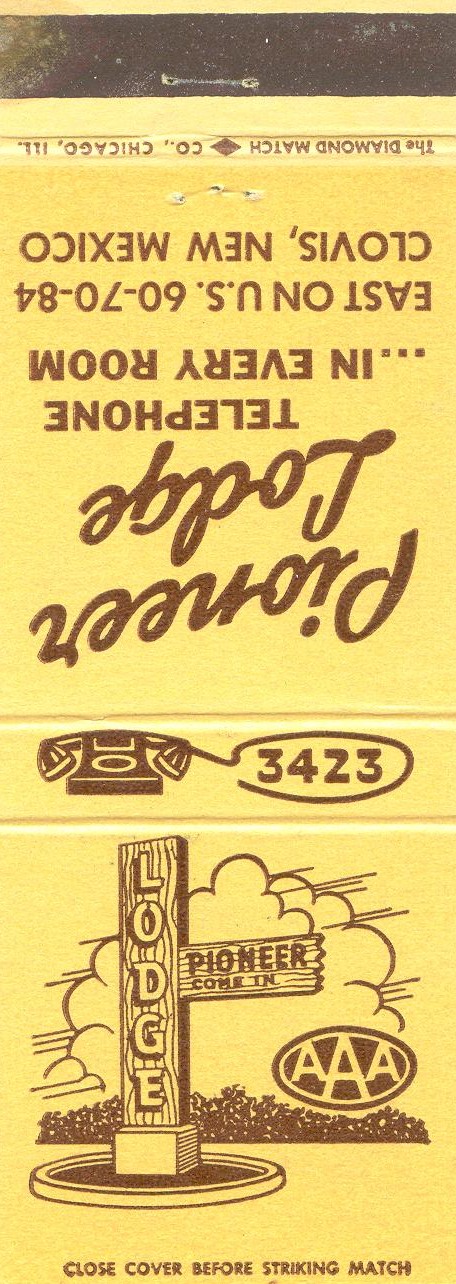 Pioneer
Lodge
TELEPHONE
...IN EVERY ROOM
EAST ON U.S. 60-70-84
CLOVIS, NEW MEXICO
The DIAMOND MATCH CO., CHICAGO, ILL.
3423
LODGE
PIONEER
COME IN
AAA
CLOSE COVER BEFORE STRIKING MATCH